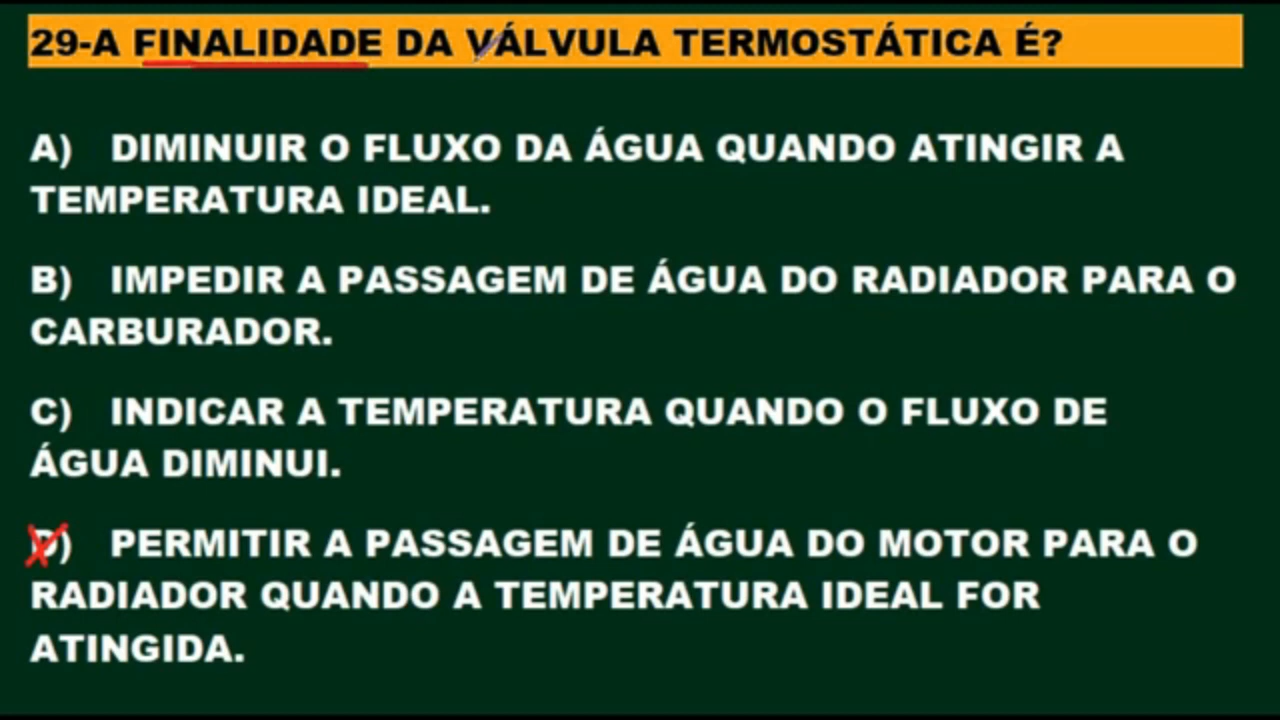 29-A FINALIDADE DA VÁLVULA TERMOSTÁTICA É?
A) DIMINUIR O FLUXO DA ÁGUA QUANDO ATINGIR A
TEMPERATURA IDEAL.
B) IMPEDIR A PASSAGEM DE ÁGUA DO RADIADOR PARA O
CARBURADOR.
C) INDICAR A TEMPERATURA QUANDO O FLUXO DE
ÁGUA DIMINUI.
D) PERMITIR A PASSAGEM DE ÁGUA DO MOTOR PARA O
RADIADOR QUANDO A TEMPERATURA IDEAL FOR
ATINGIDA.